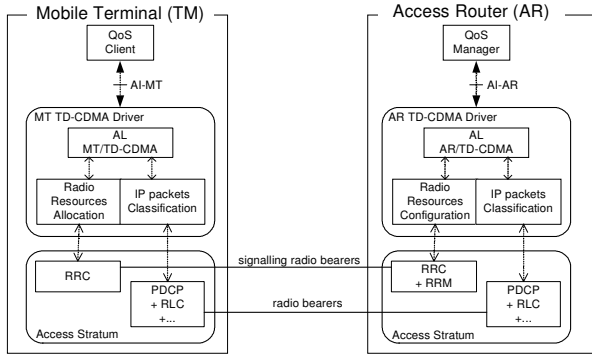 Mobile Terminal (TM)
QoS
Client
AI-MT
MT TD-CDMA Driver
AL
MT/TD-CDMA
Radio
Resources
Allocation
IP packets
Classification
RRC
PDCP
+ RLC
+...
Access Stratum
signalling radio bearers
radio bearers
Access Router (AR)
QoS
Manager
AI-AR
AR TD-CDMA Driver
AL
AR/TD-CDMA
Radio
Resources
Configuration
IP packets
Classification
RRC
+ RRM
PDCP
+ RLC
+...
Access Stratum